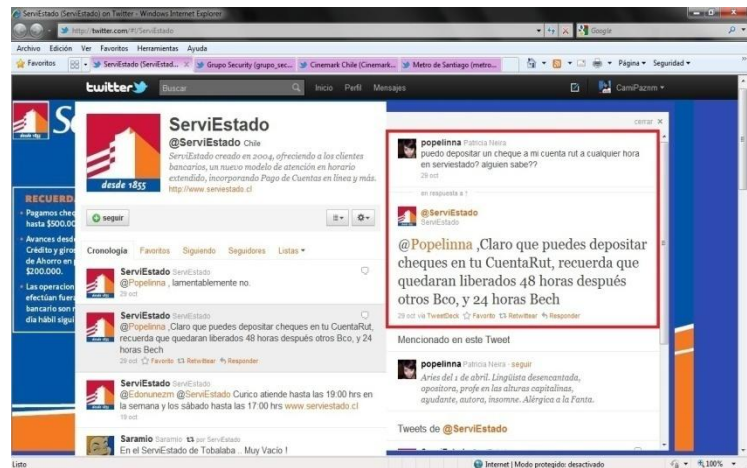 ServiEstado (ServiEstado) on Twitter - Windows Internet Explorer
http://twitter.com/#!/ServiEstado
Google
Archivo Edición Ver Favoritos Herramientas Ayuda
Favoritos
ServiEstado (ServiEstad...
Grupo Security (grupo_sec...
Cinemark Chile (Cinemark...
Metro de Santiago (metro...
Página Seguridad
twitter
Buscar
Inicio Perfil Mensajes
CamiPaznm
desde 1855
RECUERD
Pagamos cheq
hasta $500.00
Avances desd
Crédito y giros
de Ahorro en
$200.000.
Las operacion
efectúan fuera
bancario son
día hábil sigui
desde 1855
ServiEstado
@ServiEstado Chile
ServiEstado creado en 2004, ofreciendo a los clientes
bancarios, un nuevo modelo de atención en horario
extendido, incorporando Pago de Cuentas en línea y más.
http://www.serviestado.cl
seguir
Cronología Favoritos Siguiendo Seguidores Listas
ServiEstado ServiEstado
@Popelinna , lamentablemente no.
28 oct
ServiEstado ServiEstado
@Popelinna ,Claro que puedes depositar cheques en tu CuentaRut,
recuerda que quedaran liberados 48 horas después otros Bco, y 24
horas Bech
28 oct Favorito Retwittear Responder
ServiEstado ServiEstado
@Edonunezm @ServiEstado Curico atiende hasta las 19:00 hrs en
la semana y los sábado hasta las 17:00 hrs www.serviestado.cl
19 oct
Saramio Saramio por ServiEstado
En el ServiEstado de Tobalaba .. Muy Vacío !
cerrar
popelinna Patricia Neira
puedo depositar un cheque a mi cuenta rut a cualquier hora
en serviestado? alguien sabe??
28 oct
en respuesta a
@ServiEstado
ServiEstado
@Popelinna ,Claro que puedes depositar
cheques en tu CuentaRut, recuerda que
quedaran liberados 48 horas después
otros Bco, y 24 horas Bech
28 oct vía TweetDeck Favorito Retwittear Responder
Mencionado en este Tweet
popelinna Patricia Neira · seguir
Aries del 1 de abril. Lingüista desencantada,
opositora, profe en las alturas capitalinas,
ayudante, autora, insomne. Alérgica a la Fanta.
Tweets de @ServiEstado
Listo
Internet | Modo protegido: desactivado
100%